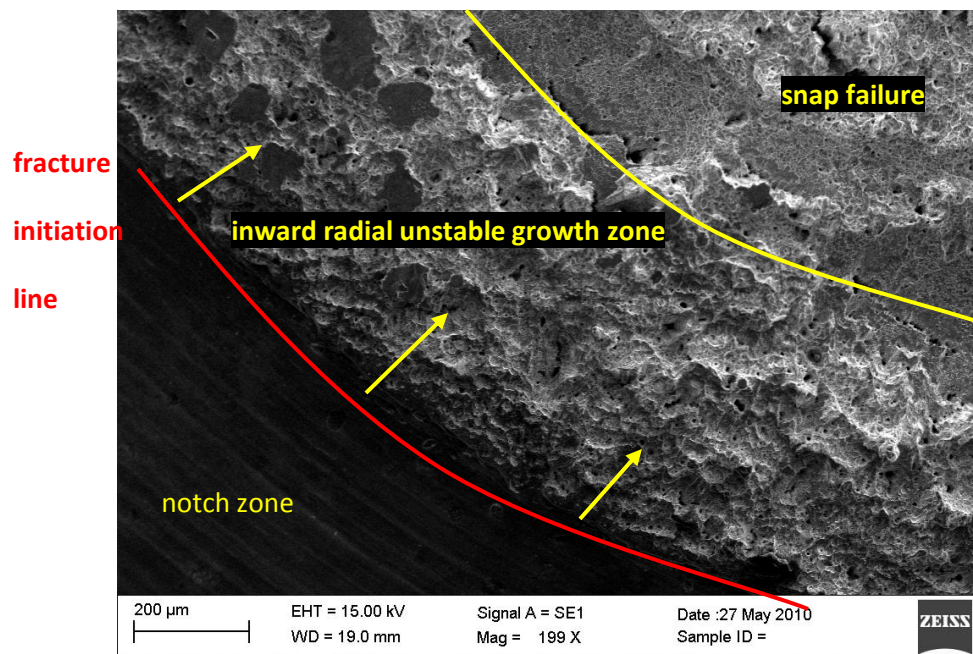 snap failure
fracture
initiation
line
inward radial unstable growth zone
notch zone
200 µm
EHT = 15.00 kV
WD = 19.0 mm
Signal A = SE1
Mag = 199 X
Date :27 May 2010
Sample ID =
ZEISS